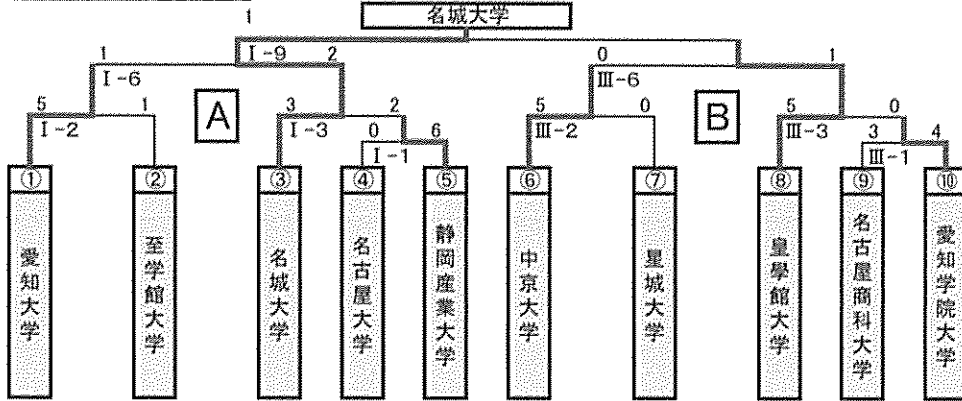 名城大学
1
1 Ⅰ-9 2 0 1
Ⅰ-6 Ⅲ-6
5 1 A 3 2 5 0 B 5 0
Ⅰ-2 Ⅰ-3 0 6 Ⅲ-2 Ⅲ-3 3 4
Ⅰ-1 Ⅲ-1
① ② ③ ④ ⑤ ⑥ ⑦ ⑧ ⑨ ⑩
愛知大学
至学館大学
名城大学
名古屋大学
静岡産業大学
中京大学
星城大学
皇學館大学
名古屋商科大学
愛知学院大学